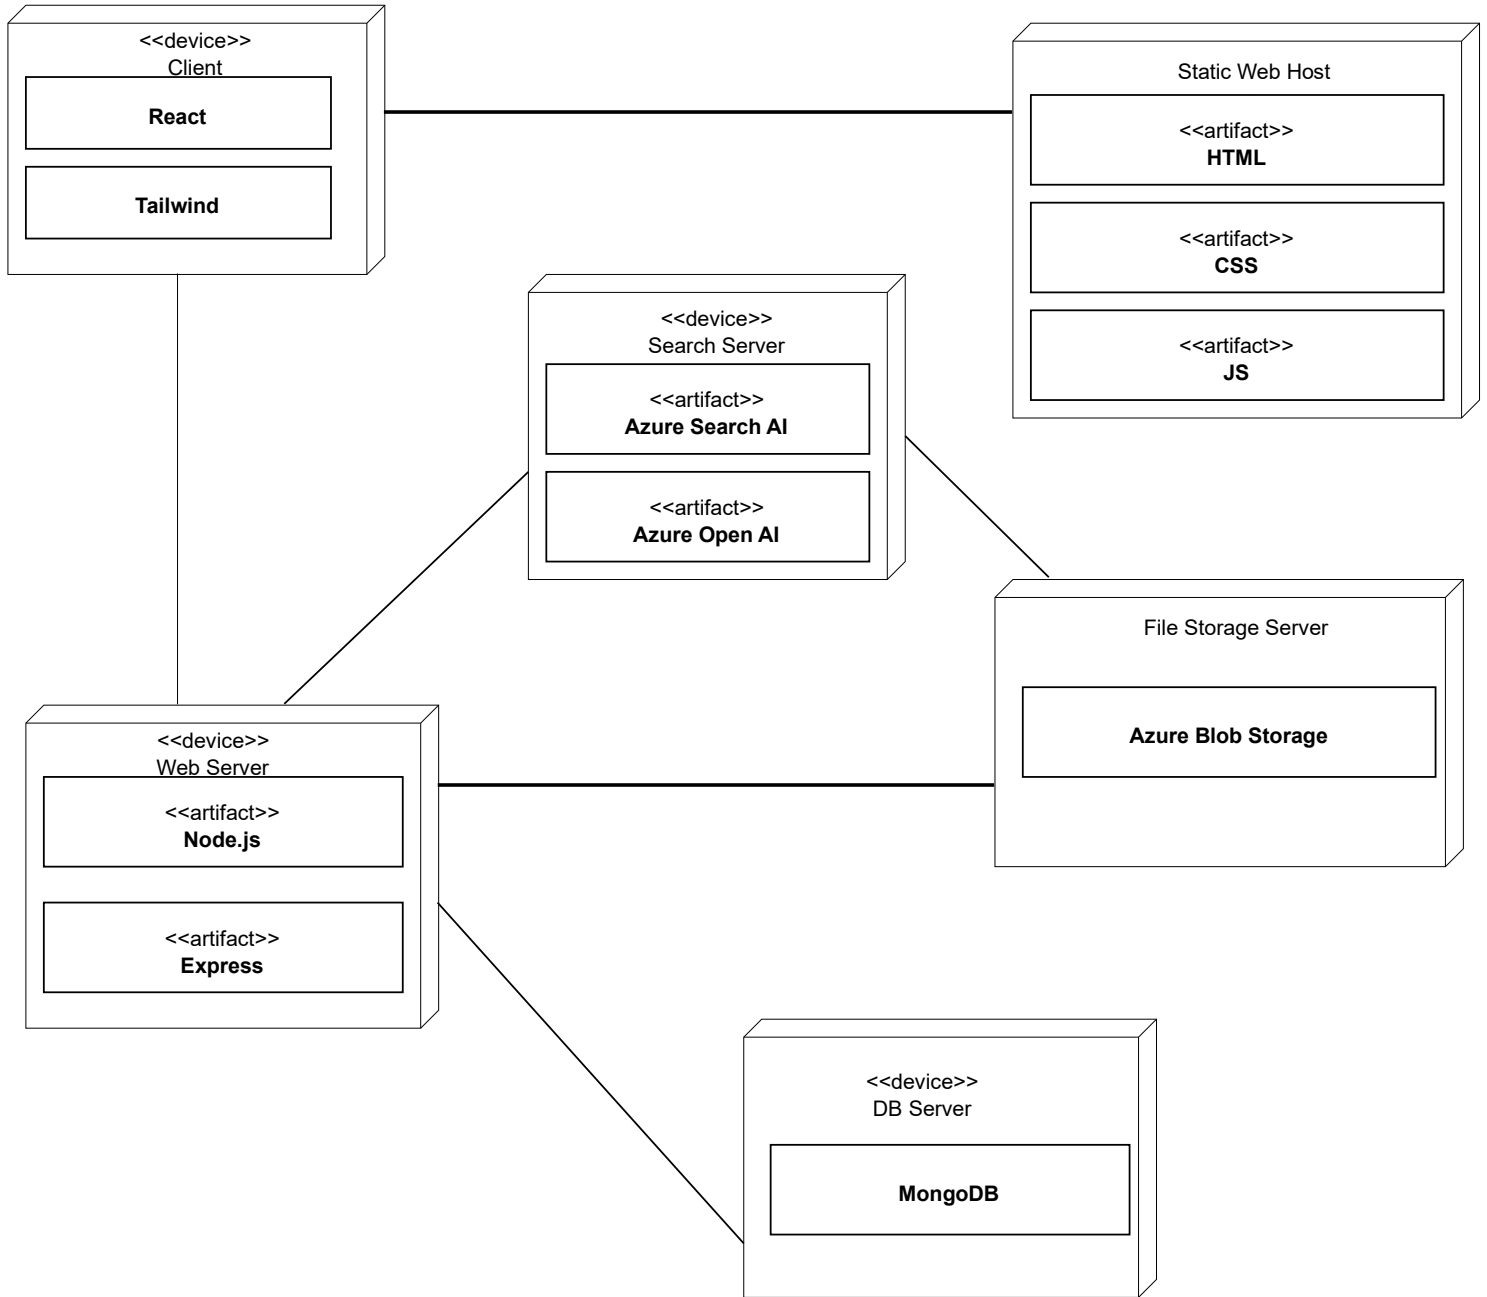 <<device>>
Client
React
Tailwind
Static Web Host
<<artifact>>
HTML
<<artifact>>
CSS
<<artifact>>
JS
<<device>>
Search Server
<<artifact>>
Azure Search AI
<<artifact>>
Azure Open AI
File Storage Server
Azure Blob Storage
<<device>>
Web Server
<<artifact>>
Node.js
<<artifact>>
Express
<<device>>
DB Server
MongoDB